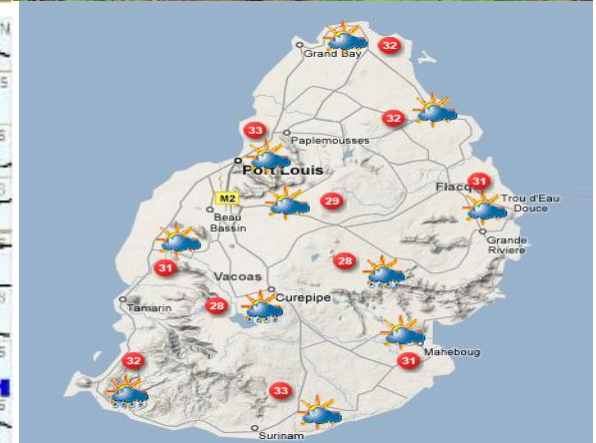 Grand Bay
32
32
33
Paplemousses
Port Louis
31
Flacq
M2
29
Trou d'Eau
Douce
Beau
Bassin
Grande
Riviere
28
31
Vacoas
28
Curepipe
Tamarin
32
31
Maheboug
33
Surinam